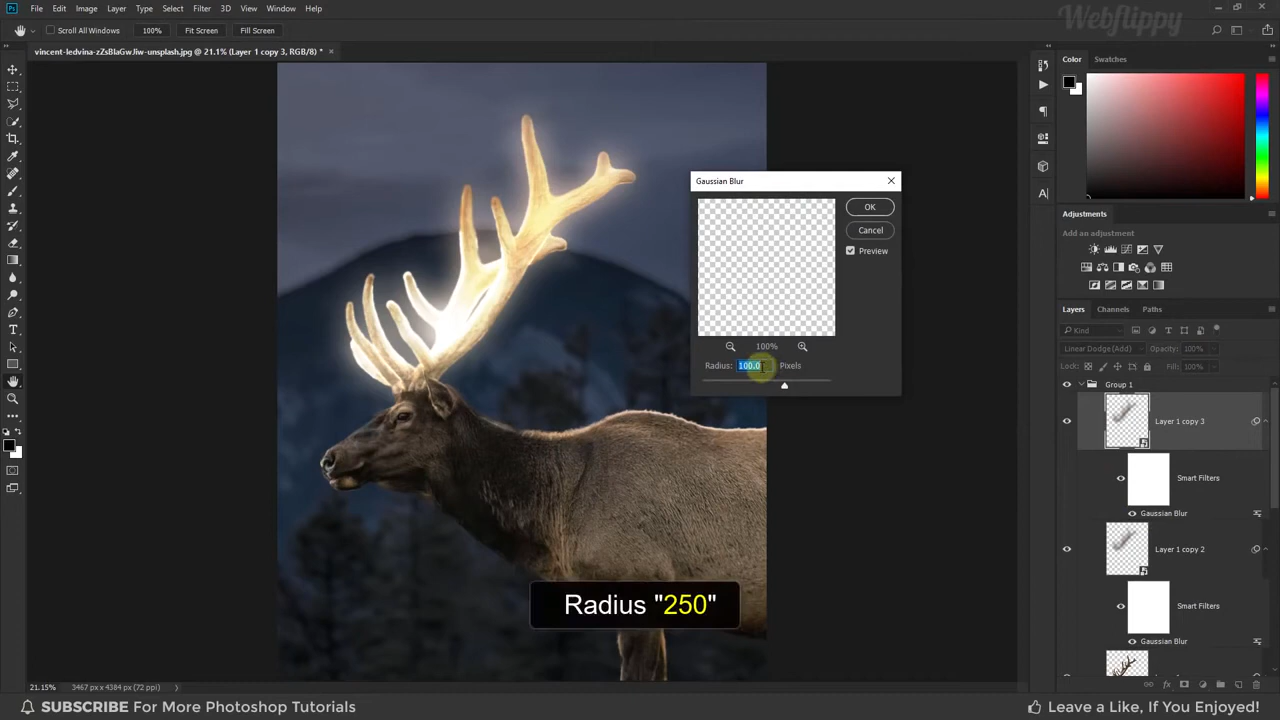 Webflippy
Ps File Edit Image Layer Type Select Filter 3D View Window Help
Scroll All Windows 100% Fit Screen Fill Screen
vincent-ledvina-zZsBlaGwJiw-unsplash.jpg @ 21.1% (Layer 1 copy 3, RGB/8) *
Color Swatches
Gaussian Blur
OK
Cancel
Preview
100%
Radius: 100.0 Pixels
Adjustments
Add an adjustment
Layers Channels Paths
Kind
Linear Dodge (Add) Opacity: 100%
Lock: Fill: 100%
Group 1
Layer 1 copy 3
Smart Filters
Gaussian Blur
Layer 1 copy 2
Smart Filters
Gaussian Blur
Radius "250"
21.15% 3467 px x 4384 px (72 ppi)
SUBSCRIBE For More Photoshop Tutorials
Leave a Like, If You Enjoyed!